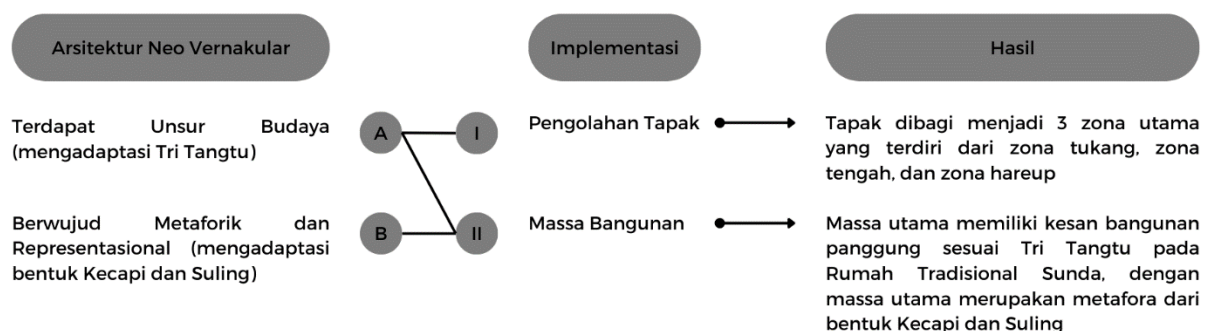 Arsitektur Neo Vernakular
Implementasi
Hasil
Terdapat Unsur Budaya
(mengadaptasi Tri Tangtu)
A
I
Pengolahan Tapak
Tapak dibagi menjadi 3 zona utama
yang terdiri dari zona tukang, zona
tengah, dan zona hareup
Berwujud Metaforik dan
Representasional (mengadaptasi
bentuk Kecapi dan Suling)
B
II
Massa Bangunan
Massa utama memiliki kesan bangunan
panggung sesuai Tri Tangtu pada
Rumah Tradisional Sunda, dengan
massa utama merupakan metafora dari
bentuk Kecapi dan Suling